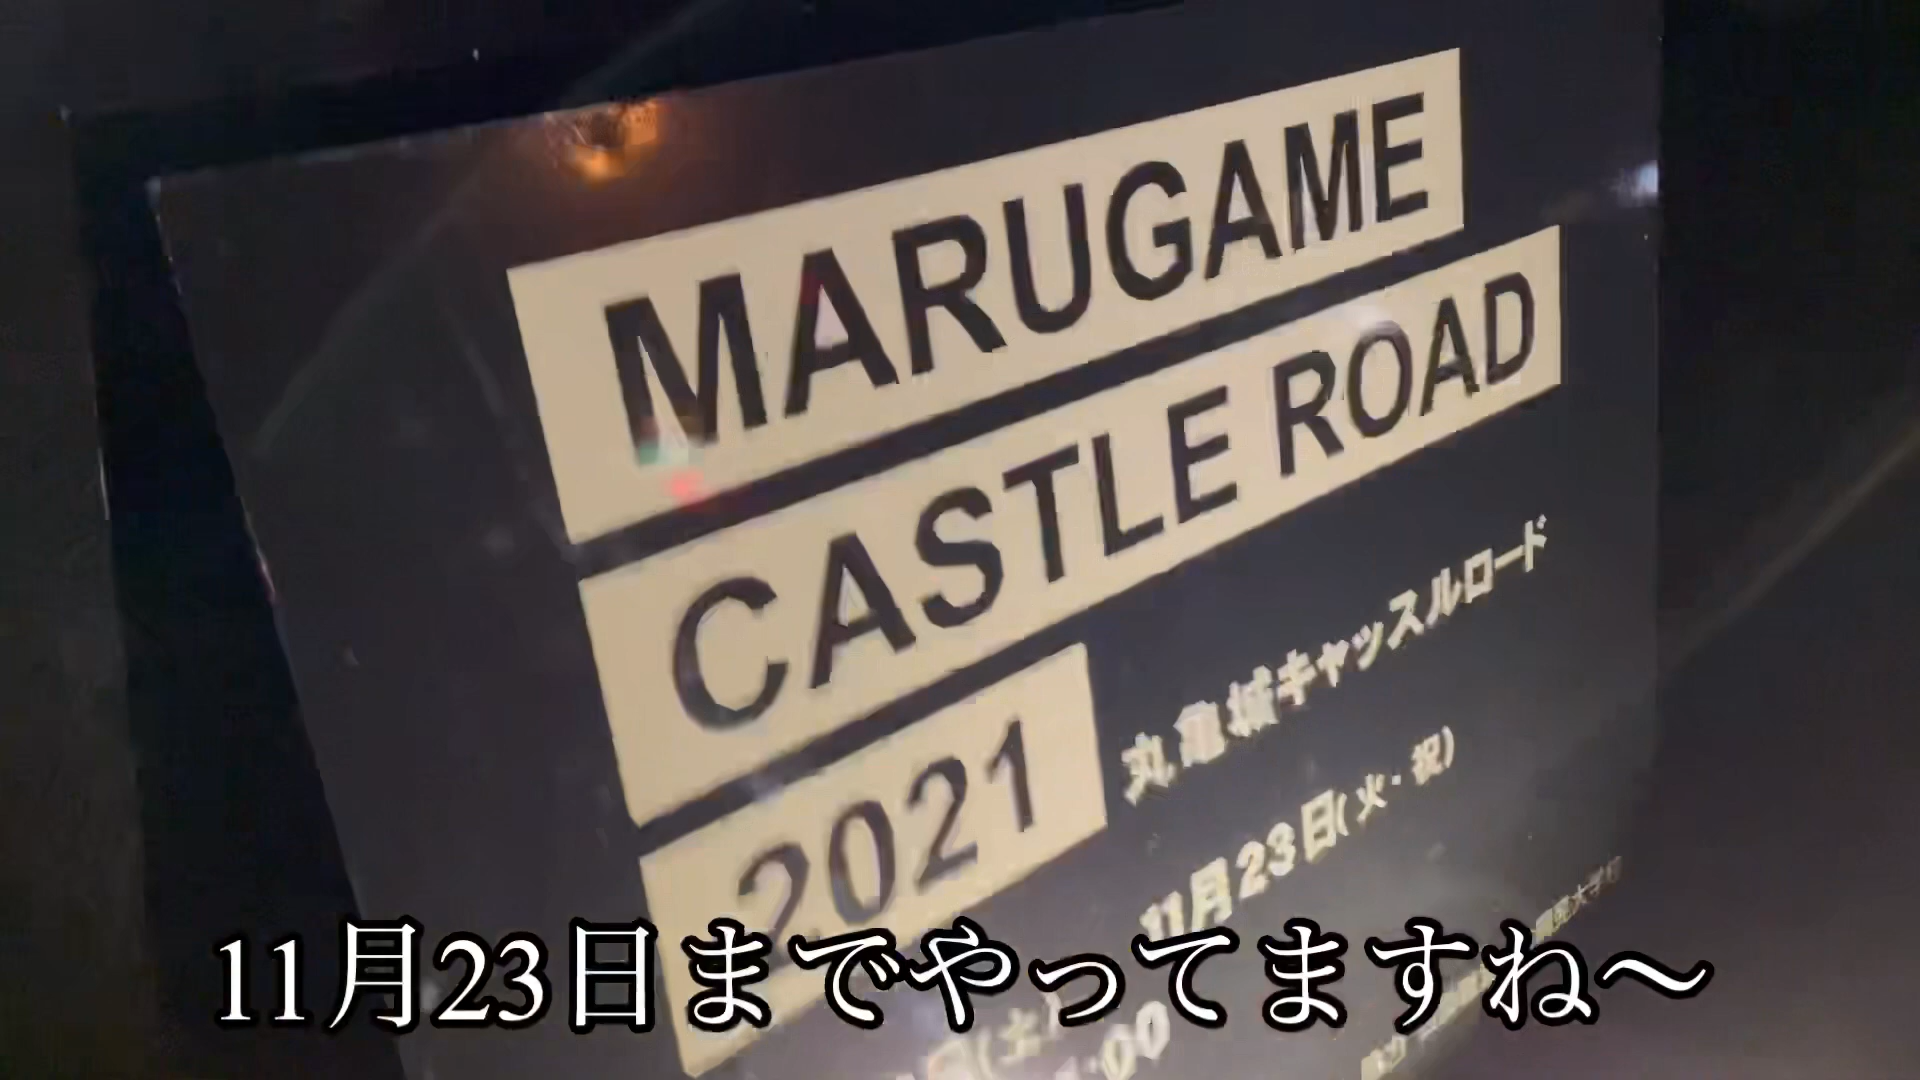 MARUGAME
CASTLE ROAD
2021
丸亀城キャッスルロード
11月23日(火・祝)
11月23日までやってますね～